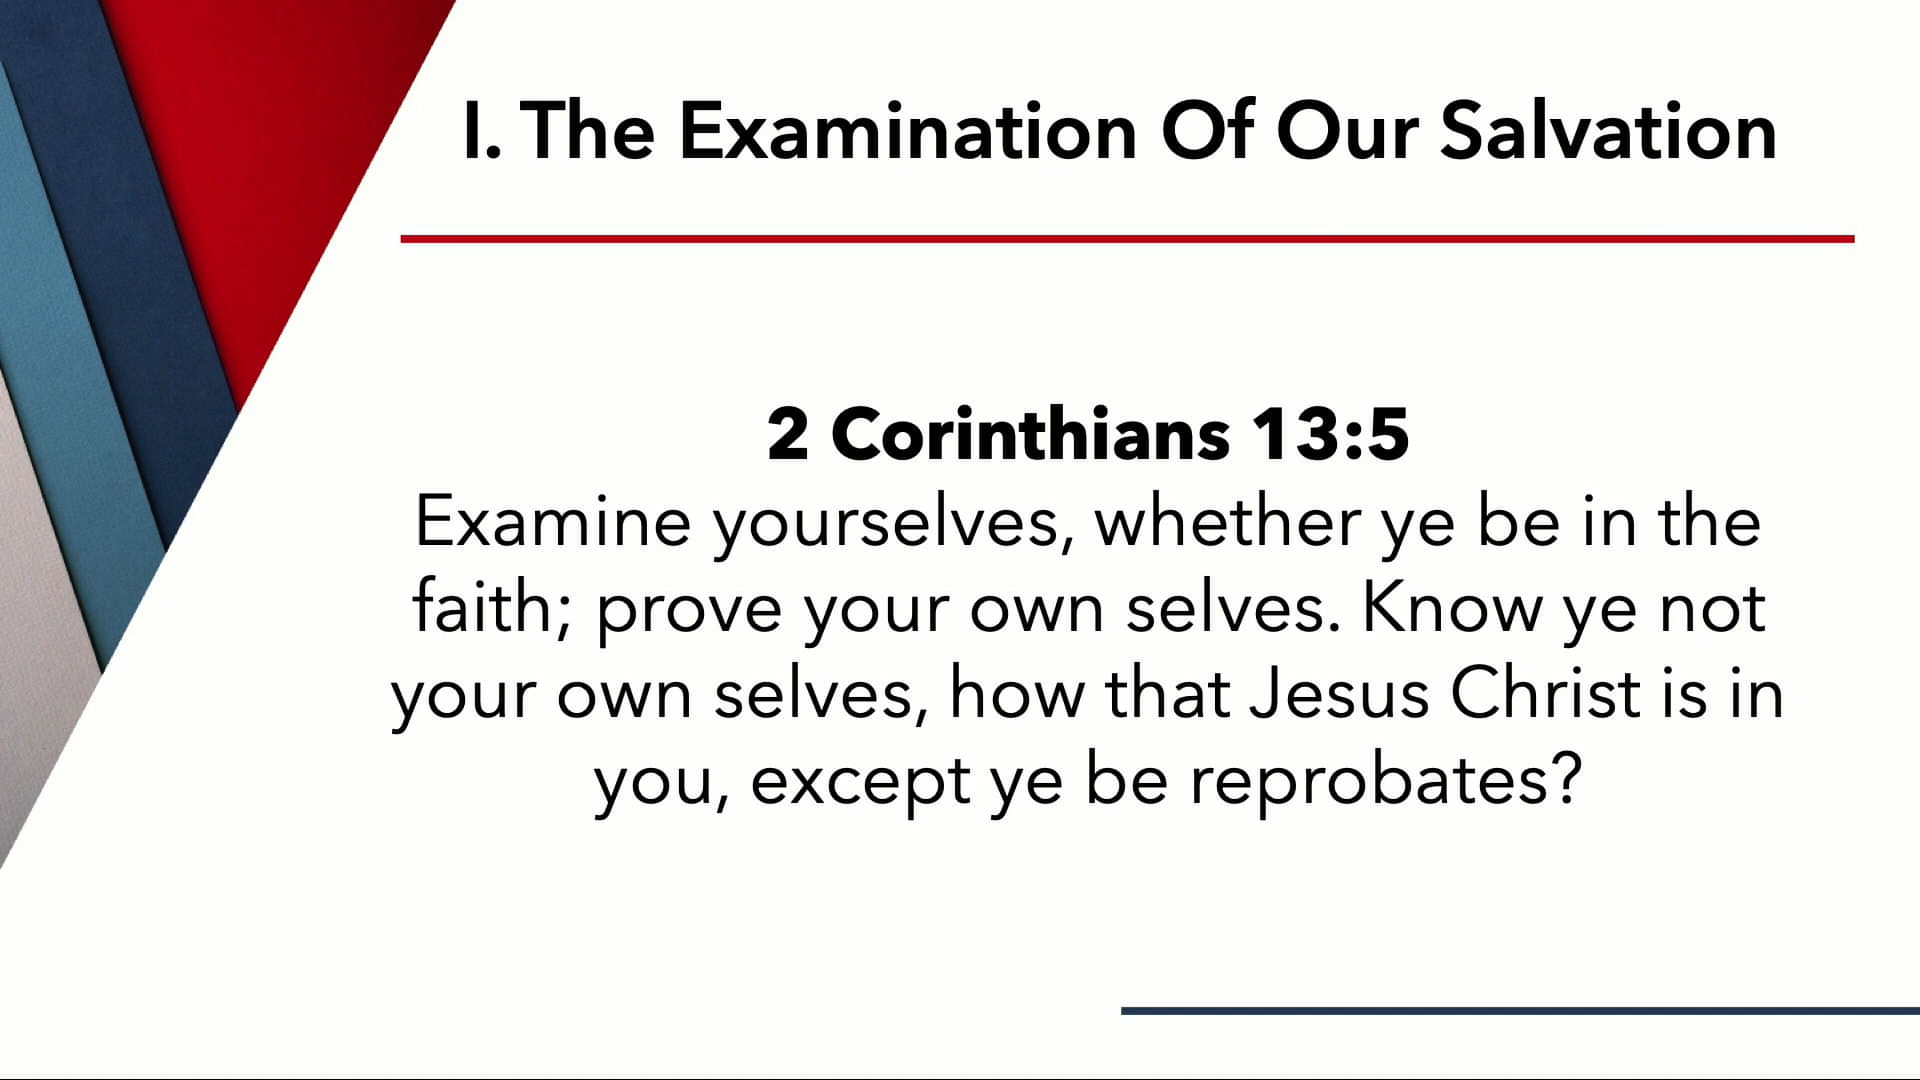 I. The Examination Of Our Salvation
2 Corinthians 13:5
Examine yourselves, whether ye be in the
faith; prove your own selves. Know ye not
your own selves, how that Jesus Christ is in
you, except ye be reprobates?